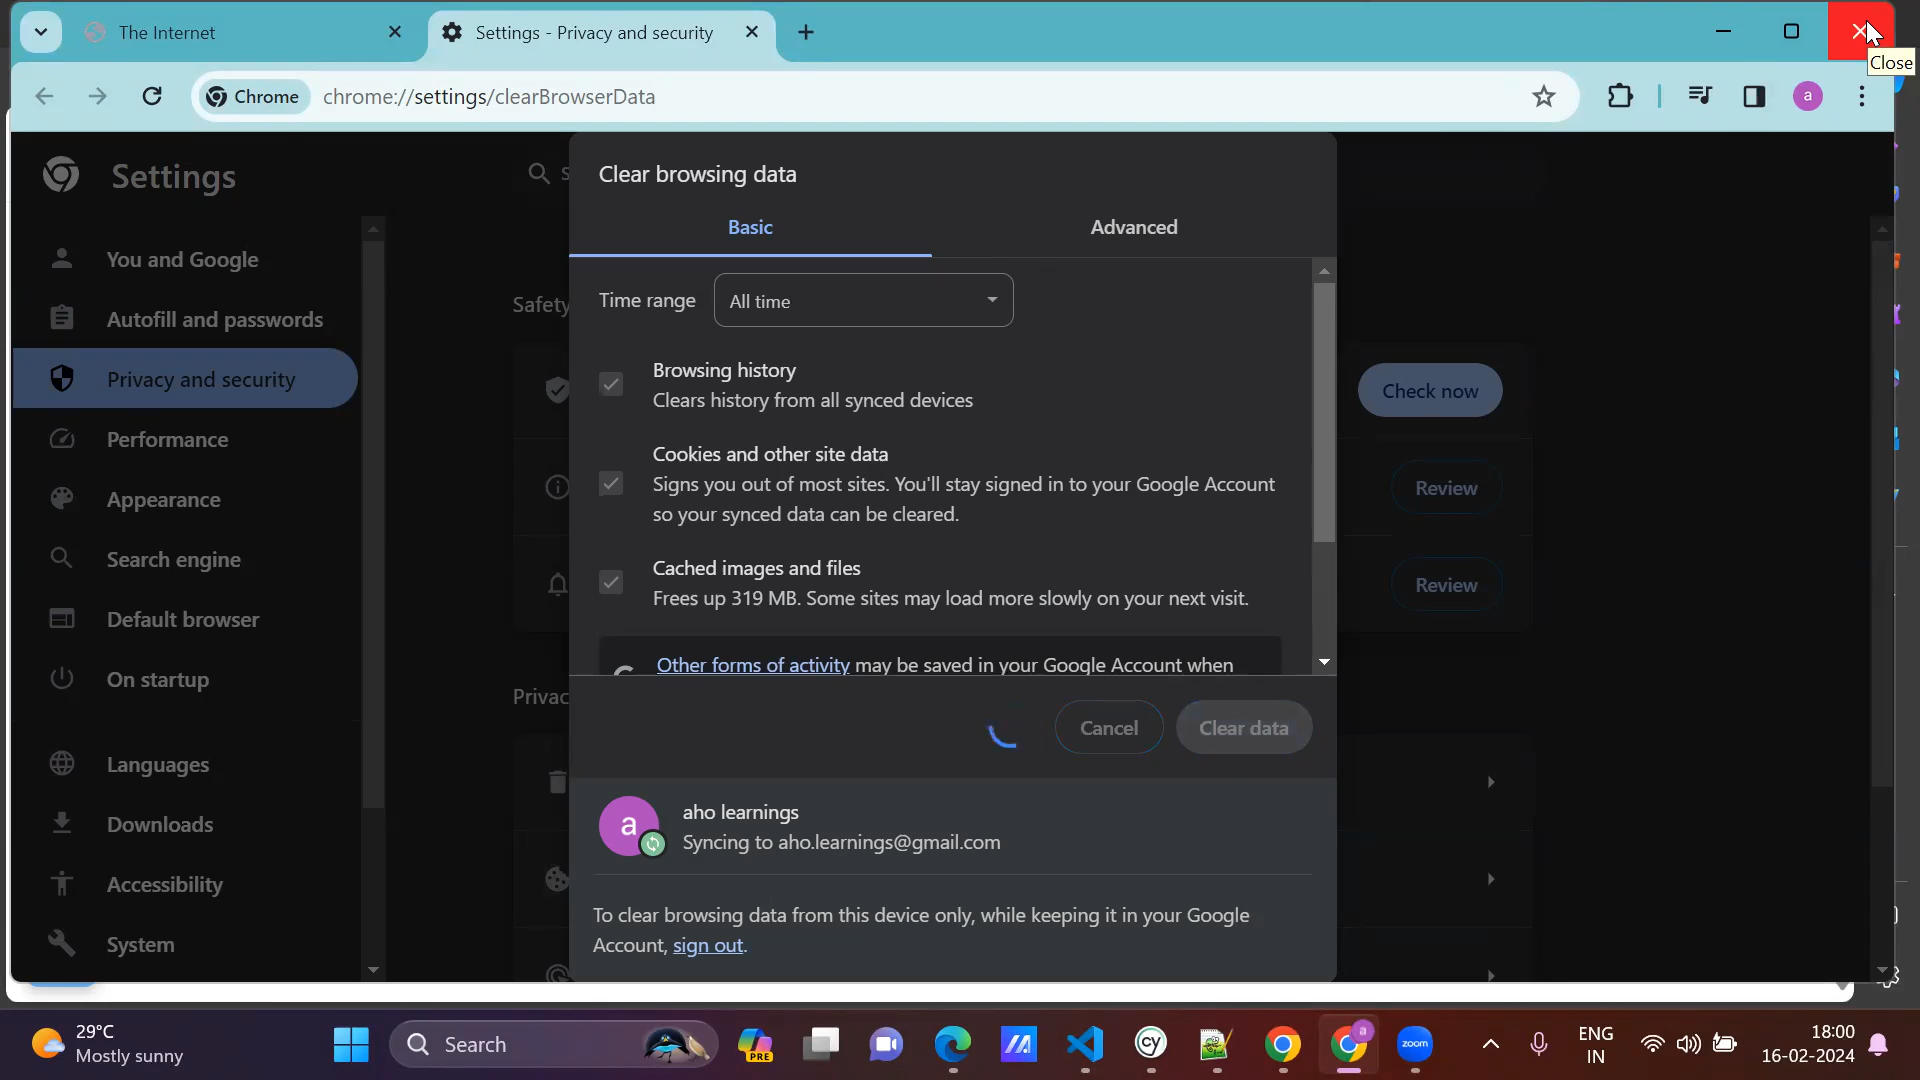 The Internet
Settings - Privacy and security
Close
Chrome
chrome://settings/clearBrowserData
a
Settings
S
Clear browsing data
Basic
Advanced
You and Google
Autofill and passwords
Privacy and security
Performance
Appearance
Search engine
Default browser
On startup
Languages
Downloads
Accessibility
System
Safety
Time range
All time
Browsing history
Clears history from all synced devices
Check now
Cookies and other site data
Signs you out of most sites. You'll stay signed in to your Google Account
so your synced data can be cleared.
Review
Cached images and files
Frees up 319 MB. Some sites may load more slowly on your next visit.
Review
Other forms of activity may be saved in your Google Account when
Privac
Cancel
Clear data
a
aho learnings
Syncing to aho.learnings@gmail.com
To clear browsing data from this device only, while keeping it in your Google
Account, sign out.
29°C
Mostly sunny
Search
PRE
cy
a
zoom
ENG
IN
18:00
16-02-2024